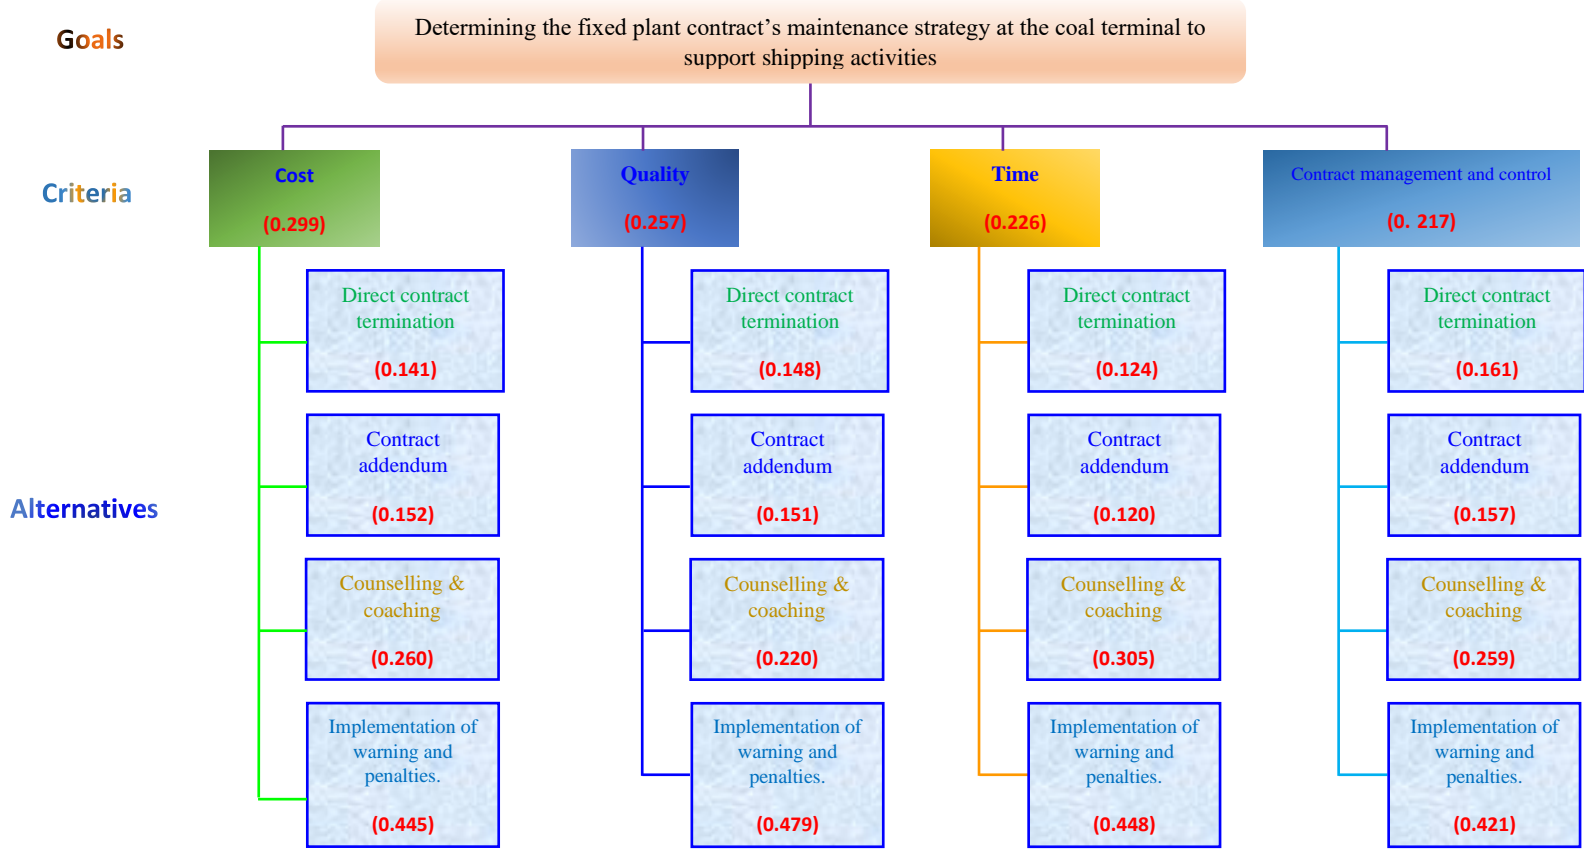 Goals
Determining the fixed plant contract’s maintenance strategy at the coal terminal to
support shipping activities
Criteria
Cost
(0.299)
Quality
(0.257)
Time
(0.226)
Contract management and control
(0. 217)
Alternatives
Direct contract
termination
(0.141)
Contract
addendum
(0.152)
Counselling &
coaching
(0.260)
Implementation of
warning and
penalties.
(0.445)
Direct contract
termination
(0.148)
Contract
addendum
(0.151)
Counselling &
coaching
(0.220)
Implementation of
warning and
penalties.
(0.479)
Direct contract
termination
(0.124)
Contract
addendum
(0.120)
Counselling &
coaching
(0.305)
Implementation of
warning and
penalties.
(0.448)
Direct contract
termination
(0.161)
Contract
addendum
(0.157)
Counselling &
coaching
(0.259)
Implementation of
warning and
penalties.
(0.421)